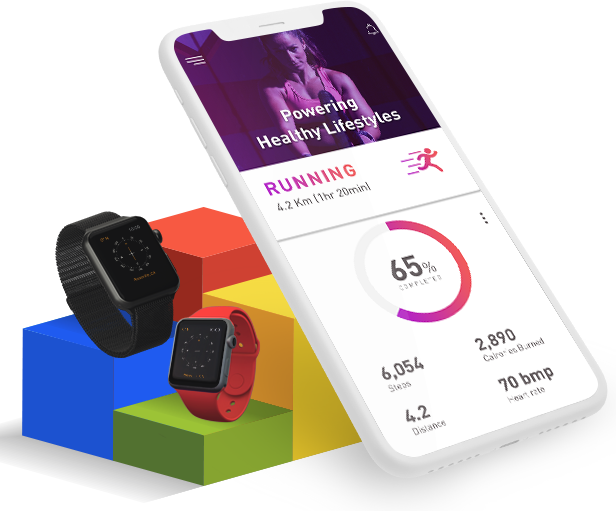 Powering
Healthy Lifestyles
RUNNING
4.2 Km (1hr 20min)
65%
COMPLETED
6,054
Steps
2,890
Calories Burned
4.2
Distance
70 bmp
Heart rate